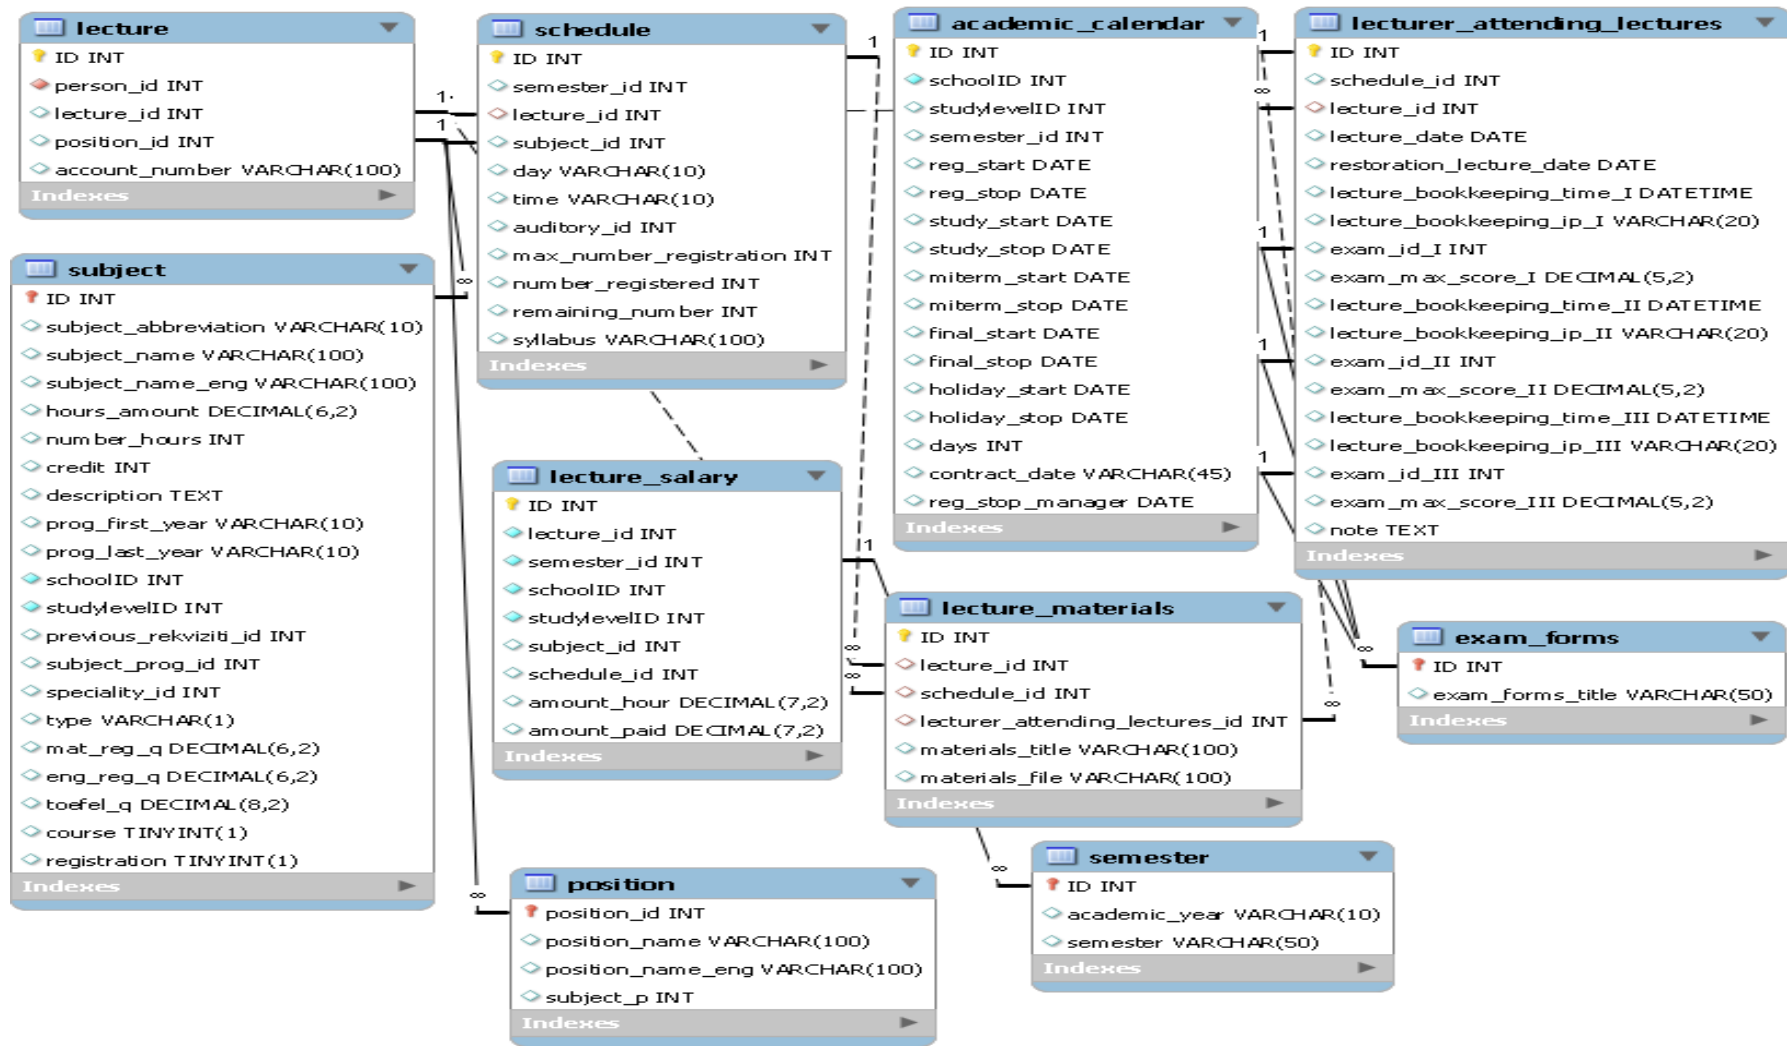 lecture
ID INT
person_id INT
lecture_id INT
position_id INT
account_number VARCHAR(100)
Indexes
schedule
ID INT
semester_id INT
lecture_id INT
subject_id INT
day VARCHAR(10)
time VARCHAR(10)
auditory_id INT
max_number_registration INT
number_registered INT
remaining_number INT
syllabus VARCHAR(100)
Indexes
academic_calendar
ID INT
schoolID INT
studylevelID INT
semester_id INT
reg_start DATE
reg_stop DATE
study_start DATE
study_stop DATE
miterm_start DATE
miterm_stop DATE
final_start DATE
final_stop DATE
holiday_start DATE
holiday_stop DATE
days INT
contract_date VARCHAR(45)
reg_stop_manager DATE
Indexes
lecturer_attending_lectures
ID INT
schedule_id INT
lecture_id INT
lecture_date DATE
restoration_lecture_date DATE
lecture_bookkeeping_time_I DATETIME
lecture_bookkeeping_ip_I VARCHAR(20)
exam_id_I INT
exam_max_score_I DECIMAL(5,2)
lecture_bookkeeping_time_II DATETIME
lecture_bookkeeping_ip_II VARCHAR(20)
exam_id_II INT
exam_max_score_II DECIMAL(5,2)
lecture_bookkeeping_time_III DATETIME
lecture_bookkeeping_ip_III VARCHAR(20)
exam_id_III INT
exam_max_score_III DECIMAL(5,2)
note TEXT
Indexes
subject
ID INT
subject_abbreviation VARCHAR(10)
subject_name VARCHAR(100)
subject_name_eng VARCHAR(100)
hours_amount DECIMAL(6,2)
number_hours INT
credit INT
description TEXT
prog_first_year VARCHAR(10)
prog_last_year VARCHAR(10)
schoolID INT
studylevelID INT
previous_rekviziti_id INT
subject_prog_id INT
speciality_id INT
type VARCHAR(1)
mat_reg_q DECIMAL(6,2)
eng_reg_q DECIMAL(6,2)
toefel_q DECIMAL(8,2)
course TINYINT(1)
registration TINYINT(1)
Indexes
lecture_salary
ID INT
lecture_id INT
semester_id INT
schoolID INT
studylevelID INT
subject_id INT
schedule_id INT
amount_hour DECIMAL(7,2)
amount_paid DECIMAL(7,2)
Indexes
lecture_materials
ID INT
lecture_id INT
schedule_id INT
lecturer_attending_lectures_id INT
materials_title VARCHAR(100)
materials_file VARCHAR(100)
Indexes
exam_forms
ID INT
exam_forms_title VARCHAR(50)
Indexes
position
position_id INT
position_name VARCHAR(100)
position_name_eng VARCHAR(100)
subject_p INT
Indexes
semester
ID INT
academic_year VARCHAR(10)
semester VARCHAR(50)
Indexes
1
1
1
1
1
1
1
1
∞
∞
∞
∞
∞
∞
∞
∞